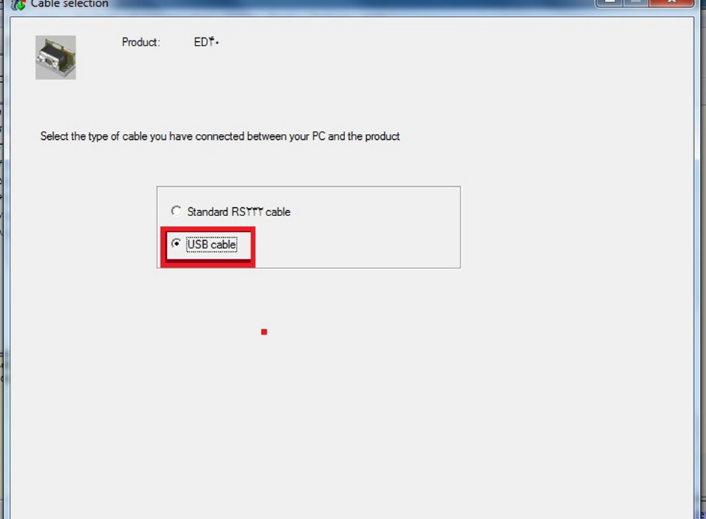 Cable selection
Product: ED۴۰
Select the type of cable you have connected between your PC and the product
Standard RS۲۳۲ cable
USB cable